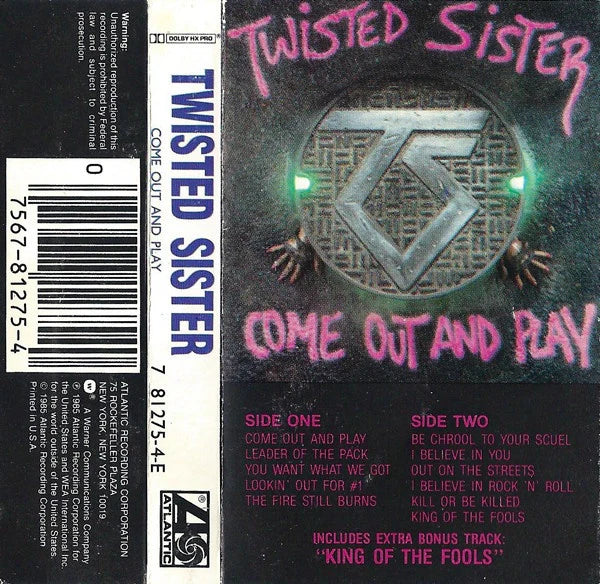 Warning:
Unauthorized reproduction of this
recording is prohibited by Federal
law and subject to criminal
prosecution.
0
7567-81275-4
ATLANTIC RECORDING CORPORATION
75 ROCKEFELLER PLAZA
NEW YORK, NEW YORK 10019
W A Warner Communications Company
℗ 1985 Atlantic Recording Corporation for
the United States and WEA International Inc.
for the world outside of the United States.
© 1985 Atlantic Recording Corporation
Printed in U.S.A.
DOLBY HX PRO
TWISTED SISTER
COME OUT AND PLAY
7 81275-4-E
ATLANTIC
®
TWISTED SISTER
TS
COME OUT AND PLAY
SIDE ONE
COME OUT AND PLAY
LEADER OF THE PACK
YOU WANT WHAT WE GOT
LOOKIN' OUT FOR #1
THE FIRE STILL BURNS
SIDE TWO
BE CHROOL TO YOUR SCUEL
I BELIEVE IN YOU
OUT ON THE STREETS
I BELIEVE IN ROCK 'N' ROLL
KILL OR BE KILLED
KING OF THE FOOLS
INCLUDES EXTRA BONUS TRACK:
"KING OF THE FOOLS"